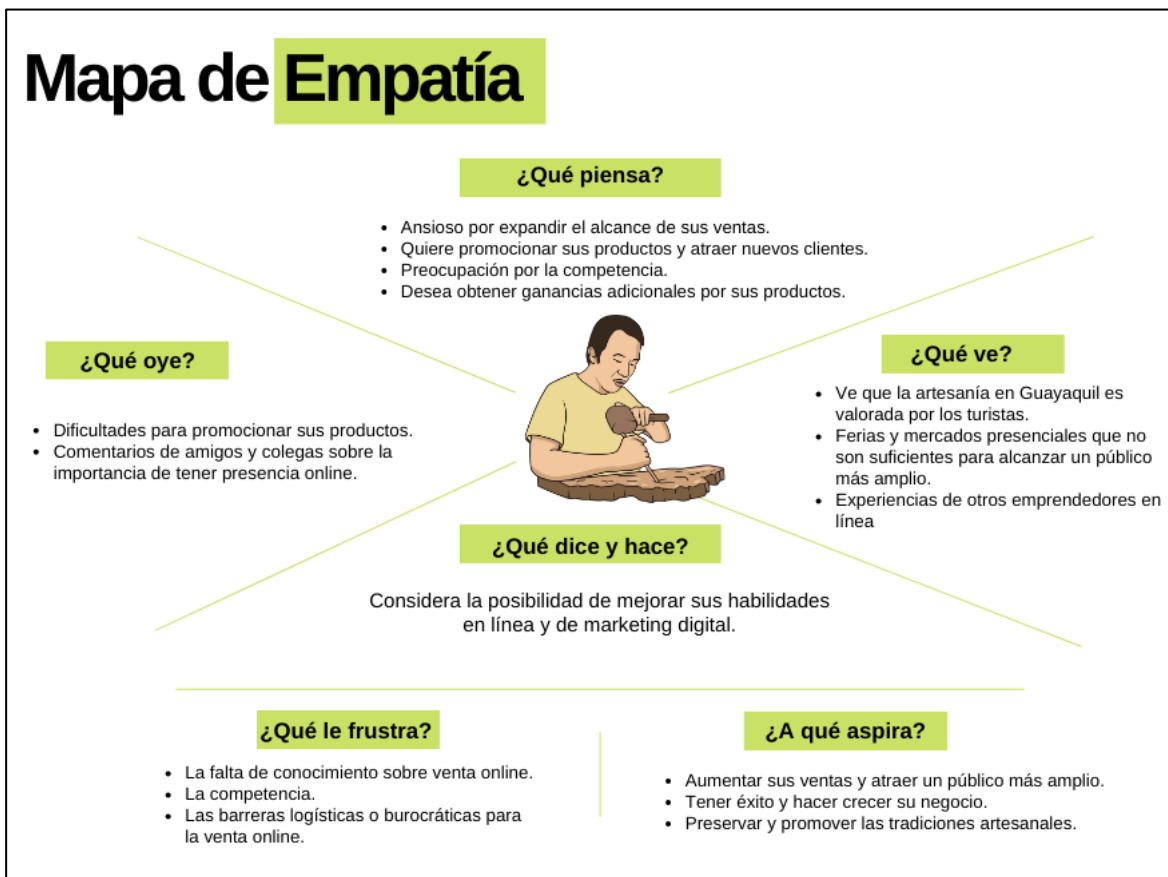 Mapa de Empatía
¿Qué piensa?
• Ansioso por expandir el alcance de sus ventas.
• Quiere promocionar sus productos y atraer nuevos clientes.
• Preocupación por la competencia.
• Desea obtener ganancias adicionales por sus productos.
¿Qué oye?
• Dificultades para promocionar sus productos.
• Comentarios de amigos y colegas sobre la
importancia de tener presencia online.
¿Qué ve?
• Ve que la artesanía en Guayaquil es
valorada por los turistas.
• Ferias y mercados presenciales que no
son suficientes para alcanzar un público
más amplio.
• Experiencias de otros emprendedores en
línea
¿Qué dice y hace?
Considera la posibilidad de mejorar sus habilidades
en línea y de marketing digital.
¿Qué le frustra?
• La falta de conocimiento sobre venta online.
• La competencia.
• Las barreras logísticas o burocráticas para
la venta online.
¿A qué aspira?
• Aumentar sus ventas y atraer un público más amplio.
• Tener éxito y hacer crecer su negocio.
• Preservar y promover las tradiciones artesanales.